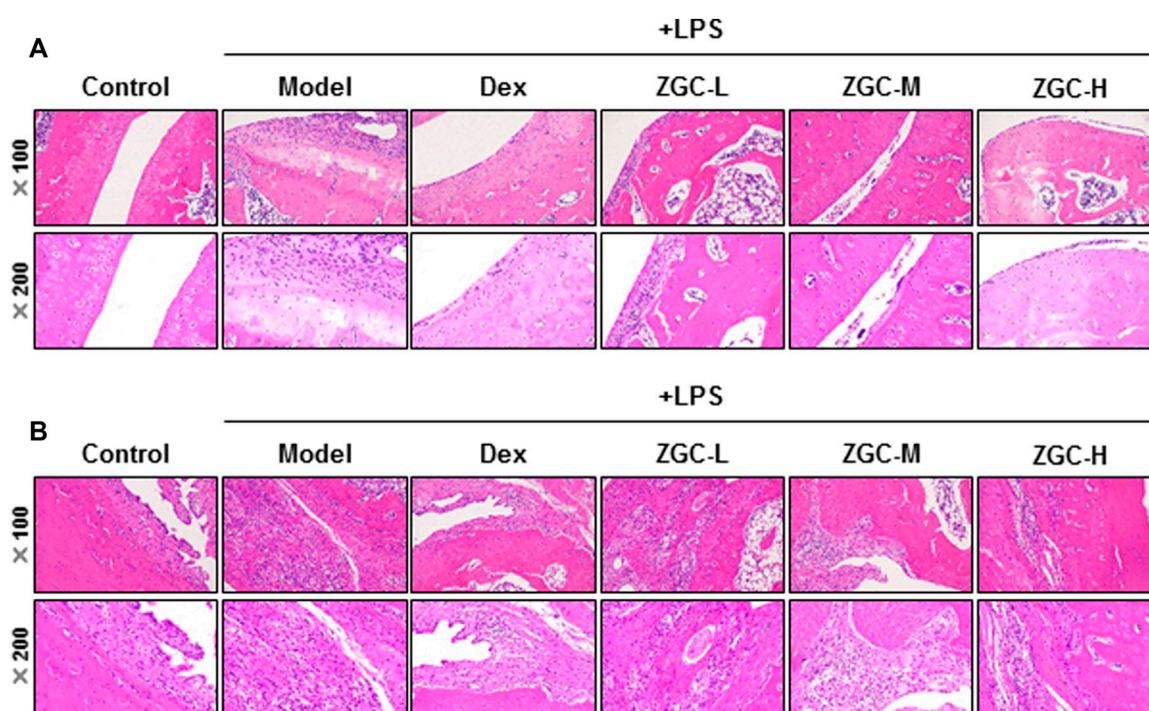 A
+LPS
Control Model Dex ZGC-L ZGC-M ZGC-H
×100
×200
B
+LPS
Control Model Dex ZGC-L ZGC-M ZGC-H
×100
×200